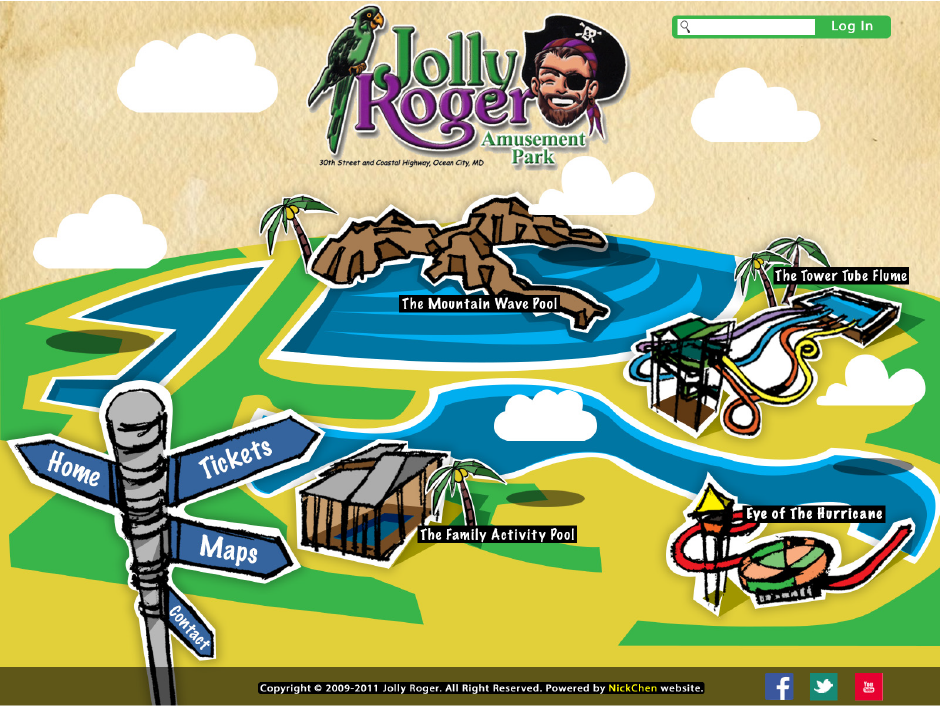 Log In
Jolly
Roger
Amusement
Park
30th Street and Coastal Highway, Ocean City, MD
The Tower Tube Flume
The Mountain Wave Pool
Home
Tickets
Maps
Contact
The Family Activity Pool
Eye of The Hurricane
Copyright © 2009-2011 Jolly Roger. All Right Reserved. Powered by NickChen website.
You